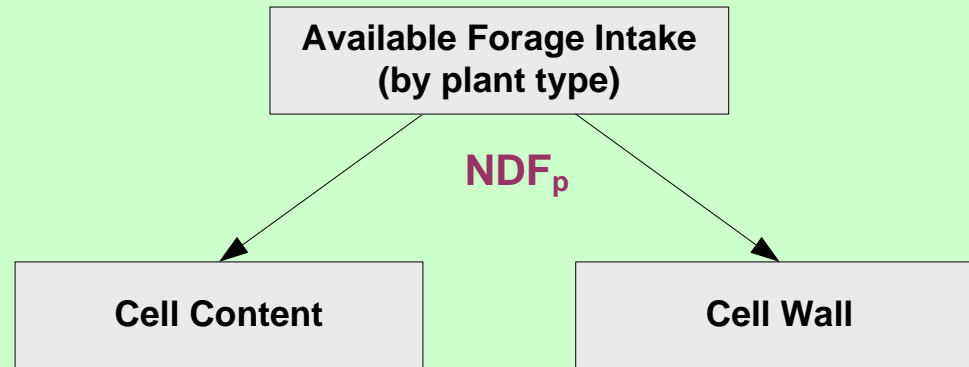 Available Forage Intake
(by plant type)
NDFp
Cell Content
Cell Wall